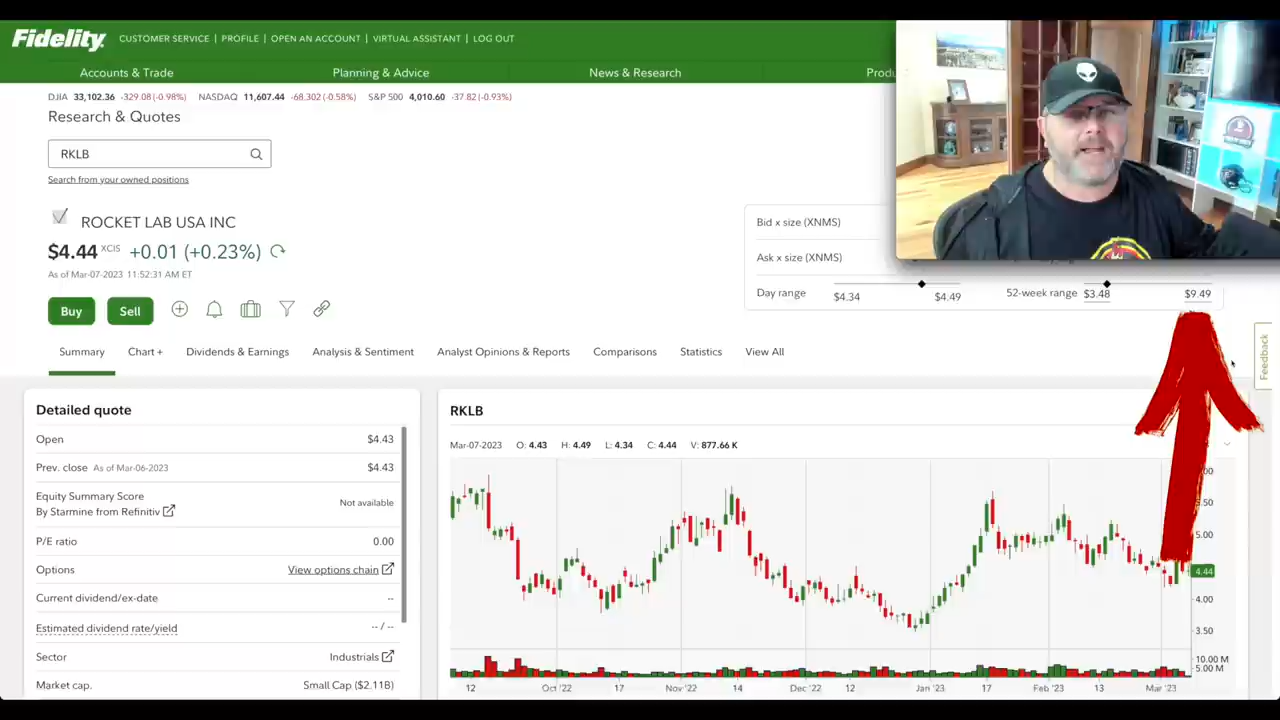 Fidelity
CUSTOMER SERVICE | PROFILE | OPEN AN ACCOUNT | VIRTUAL ASSISTANT | LOG OUT
Accounts & Trade Planning & Advice News & Research Produ
DJIA 33,102.36 -329.08 (-0.98%) NASDAQ 11,607.44 -68,302 (-0.58%) S&P 500 4,010.60 -37.82 (-0.93%)
Research & Quotes
RKLB
Search from your owned positions
ROCKET LAB USA INC
$4.44 XCIS +0.01 (+0.23%)
As of Mar-07-2023 11:52:31 AM ET
Bid x size (XNMS)
Ask x size (XNMS)
Day range $4.34 $4.49 52-week range $3.48 $9.49
Buy Sell
Summary Chart + Dividends & Earnings Analysis & Sentiment Analyst Opinions & Reports Comparisons Statistics View All
Feedback
Detailed quote
Open $4.43
Prev. close As of Mar-06-2023 $4.43
Equity Summary Score
By Starmine from Refinitiv Not available
P/E ratio 0.00
Options View options chain
Current dividend/ex-date --
Estimated dividend rate/yield -- / --
Sector Industrials
Market cap. Small Cap ($2.11B)
RKLB
Mar-07-2023 O: 4.43 H: 4.49 L: 4.34 C: 4.44 V: 877.66 K
5.00
4.44
4.00
3.50
10.00 M
5.00 M
12 Oct '22 17 Nov '22 14 Dec '22 12 Jan '23 17 Feb '23 13 Mar '23